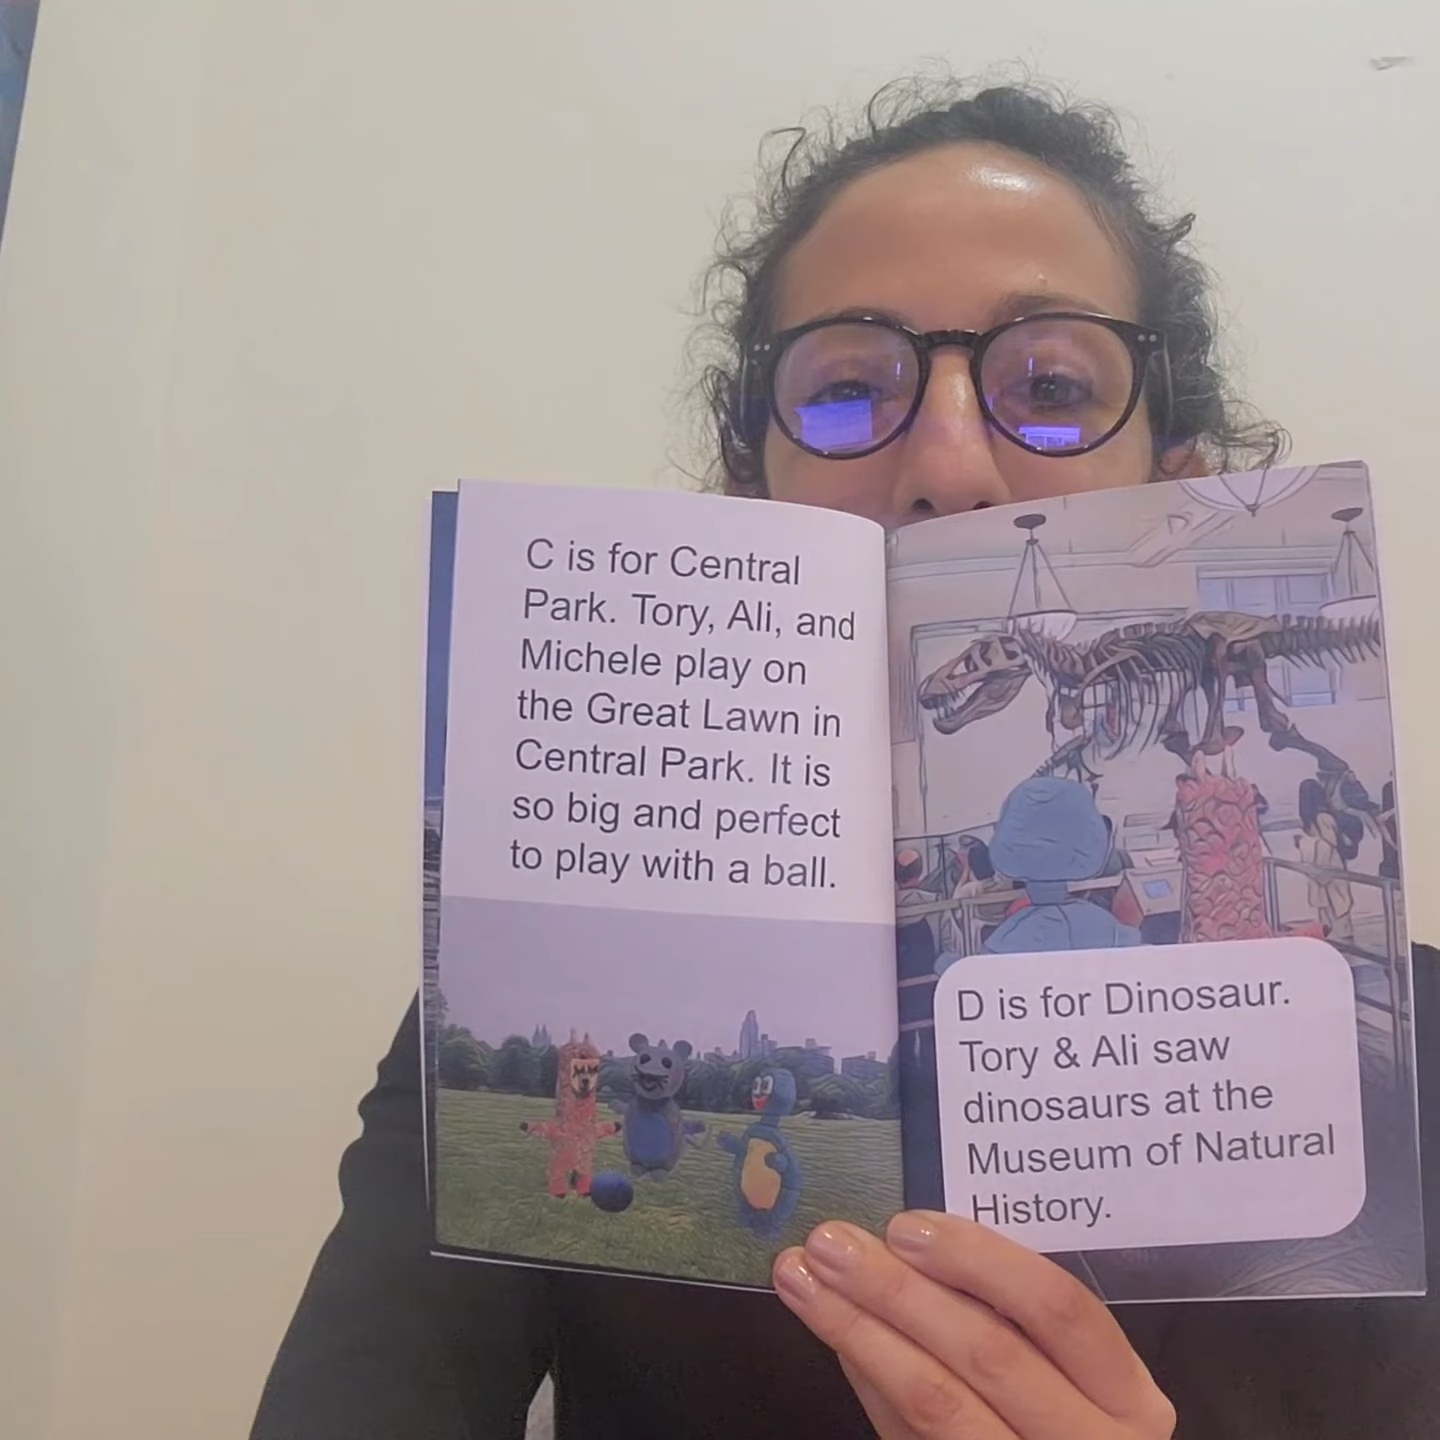 C is for Central
Park. Tory, Ali, and
Michele play on
the Great Lawn in
Central Park. It is
so big and perfect
to play with a ball.
D is for Dinosaur.
Tory & Ali saw
dinosaurs at the
Museum of Natural
History.